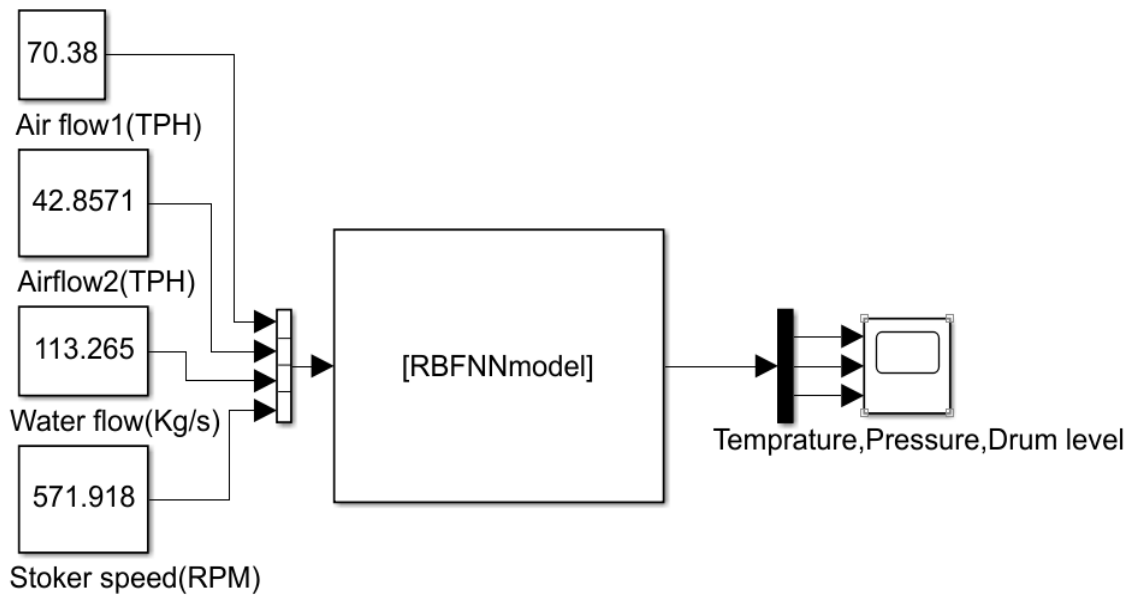 70.38
Air flow1(TPH)
42.8571
Airflow2(TPH)
113.265
Water flow(Kg/s)
571.918
Stoker speed(RPM)
[RBFNNmodel]
Temprature,Pressure,Drum level